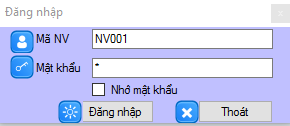 Đăng nhập
Mã NV NV001
Mật khẩu *
Nhớ mật khẩu
Đăng nhập Thoát